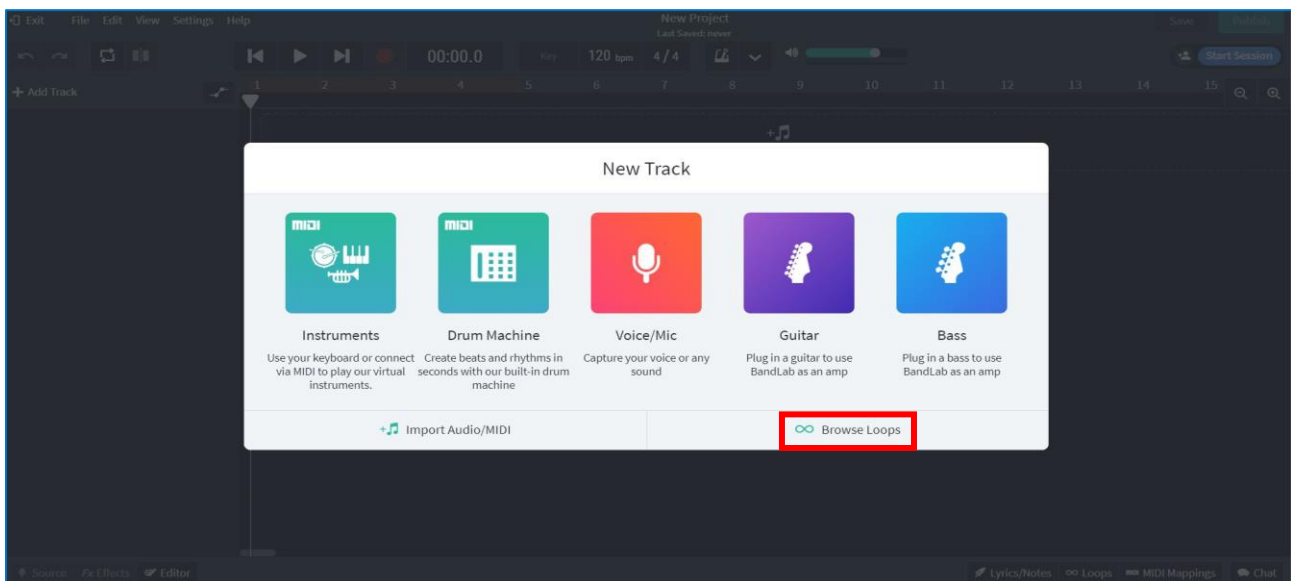 Exit File Edit View Settings Help New Project Save Publish
Last Saved: never
00:00.0 Key 120 bpm 4/4 Start Session
+ Add Track 1 2 3 4 5 6 7 8 9 10 11 12 13 14 15
New Track
MIDI MIDI
Instruments Drum Machine Voice/Mic Guitar Bass
Use your keyboard or connect Create beats and rhythms in Capture your voice or any Plug in a guitar to use Plug in a bass to use
via MIDI to play our virtual seconds with our built-in drum sound BandLab as an amp BandLab as an amp
instruments. machine
Import Audio/MIDI Browse Loops
Source Fx Effects Editor Lyrics/Notes Loops MIDI Mappings Chat